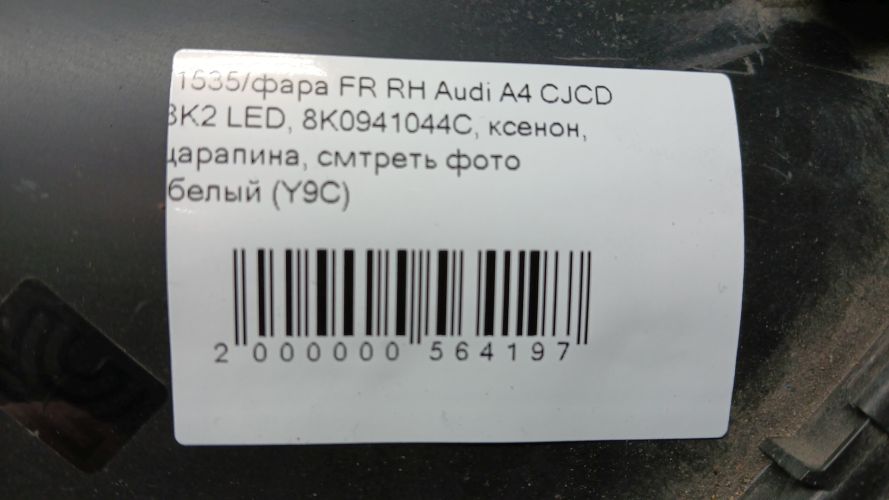 1535/фара FR RH Audi A4 CJCD
8K2 LED, 8K0941044C, ксенон,
царапина, смтреть фото
белый (Y9C)
2 000000 564197